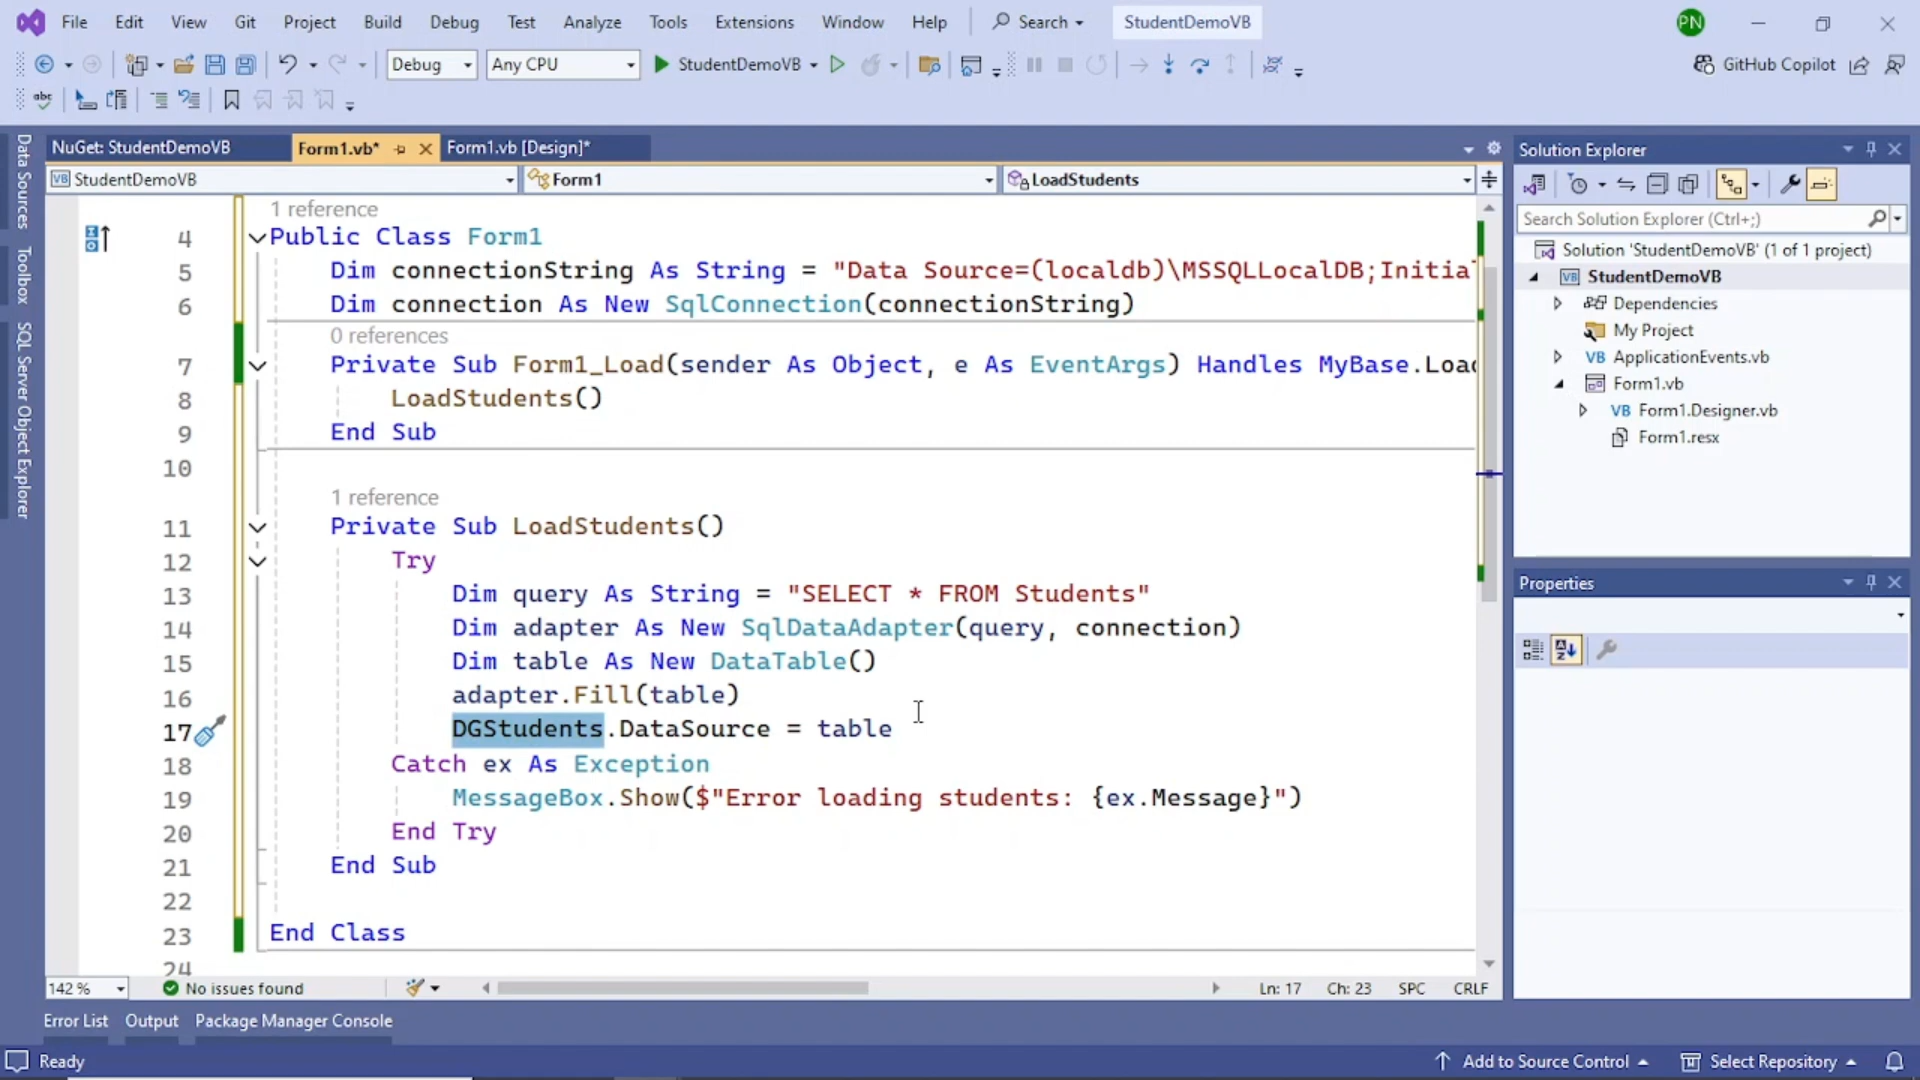 File Edit View Git Project Build Debug Test Analyze Tools Extensions Window Help Search StudentDemoVB PN
Debug Any CPU StudentDemoVB GitHub Copilot
abc
Data Sources
Toolbox
SQL Server Object Explorer
NuGet: StudentDemoVB Form1.vb* Form1.vb [Design]*
StudentDemoVB Form1 LoadStudents
1 reference
4 Public Class Form1
5 Dim connectionString As String = "Data Source=(localdb)\MSSQLLocalDB;Initia
6 Dim connection As New SqlConnection(connectionString)
0 references
7 Private Sub Form1_Load(sender As Object, e As EventArgs) Handles MyBase.Load
8 LoadStudents()
9 End Sub
10
1 reference
11 Private Sub LoadStudents()
12 Try
13 Dim query As String = "SELECT * FROM Students"
14 Dim adapter As New SqlDataAdapter(query, connection)
15 Dim table As New DataTable()
16 adapter.Fill(table)
17 DGStudents.DataSource = table
18 Catch ex As Exception
19 MessageBox.Show($"Error loading students: {ex.Message}")
20 End Try
21 End Sub
22
23 End Class
24
142 % No issues found Ln: 17 Ch: 23 SPC CRLF
Solution Explorer
Search Solution Explorer (Ctrl+;)
Solution 'StudentDemoVB' (1 of 1 project)
VB StudentDemoVB
Dependencies
My Project
VB ApplicationEvents.vb
Form1.vb
VB Form1.Designer.vb
Form1.resx
Properties
Error List Output Package Manager Console
Ready Add to Source Control Select Repository